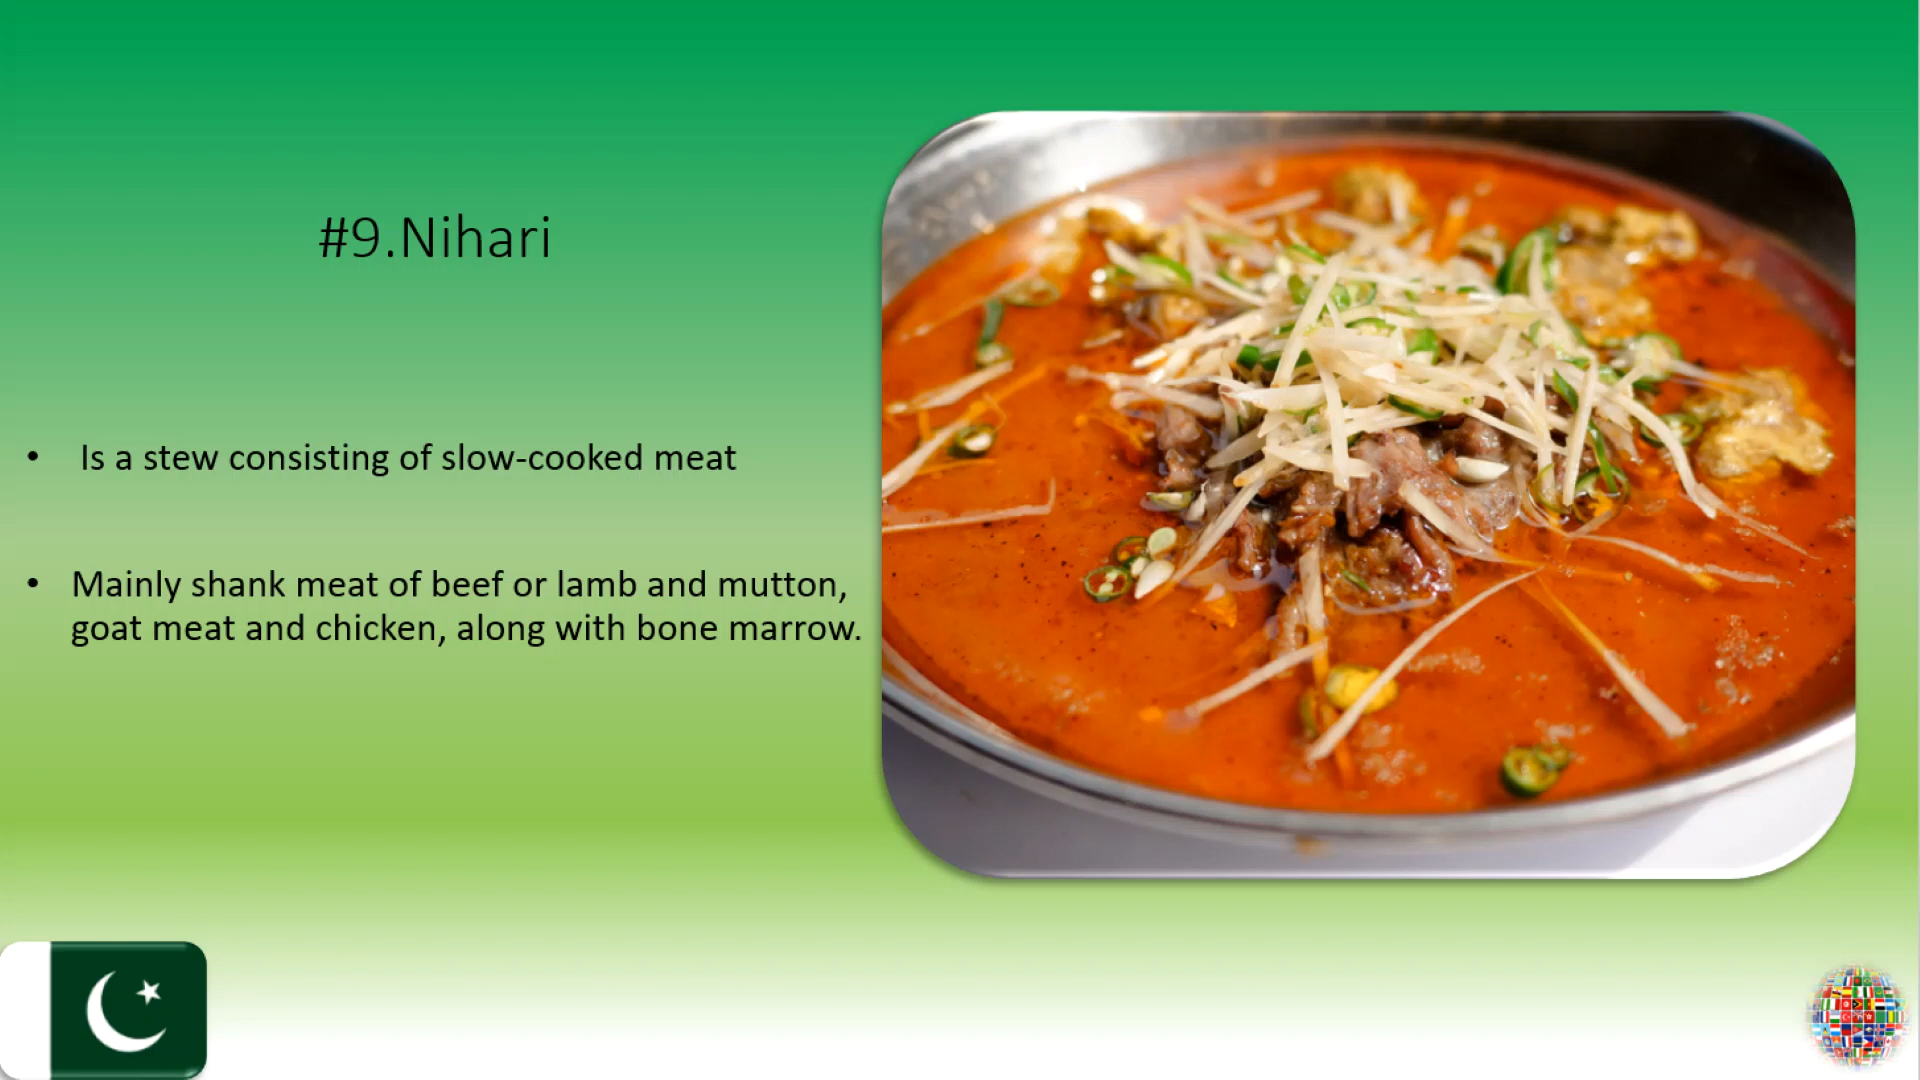 #9.Nihari
• Is a stew consisting of slow-cooked meat
• Mainly shank meat of beef or lamb and mutton,
goat meat and chicken, along with bone marrow.